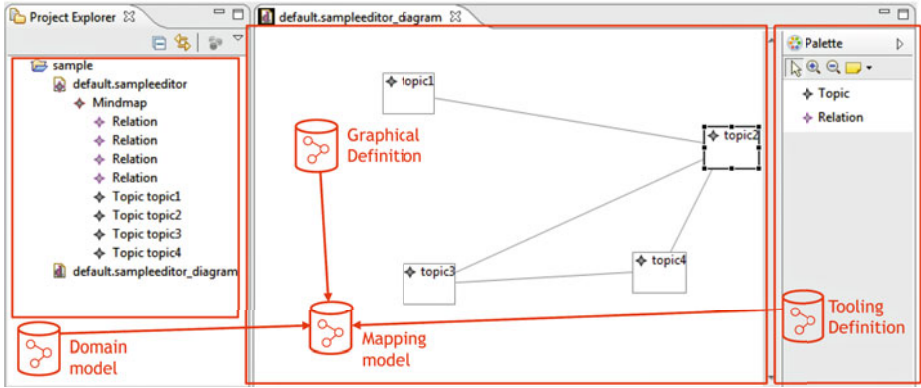 Project Explorer
sample
default.sampleeditor
Mindmap
Relation
Relation
Relation
Relation
Topic topic1
Topic topic2
Topic topic3
Topic topic4
default.sampleeditor_diagram
Domain
model
default.sampleeditor_diagram
topic1
topic2
topic3
topic4
Graphical
Definition
Mapping
model
Palette
Topic
Relation
Tooling
Definition